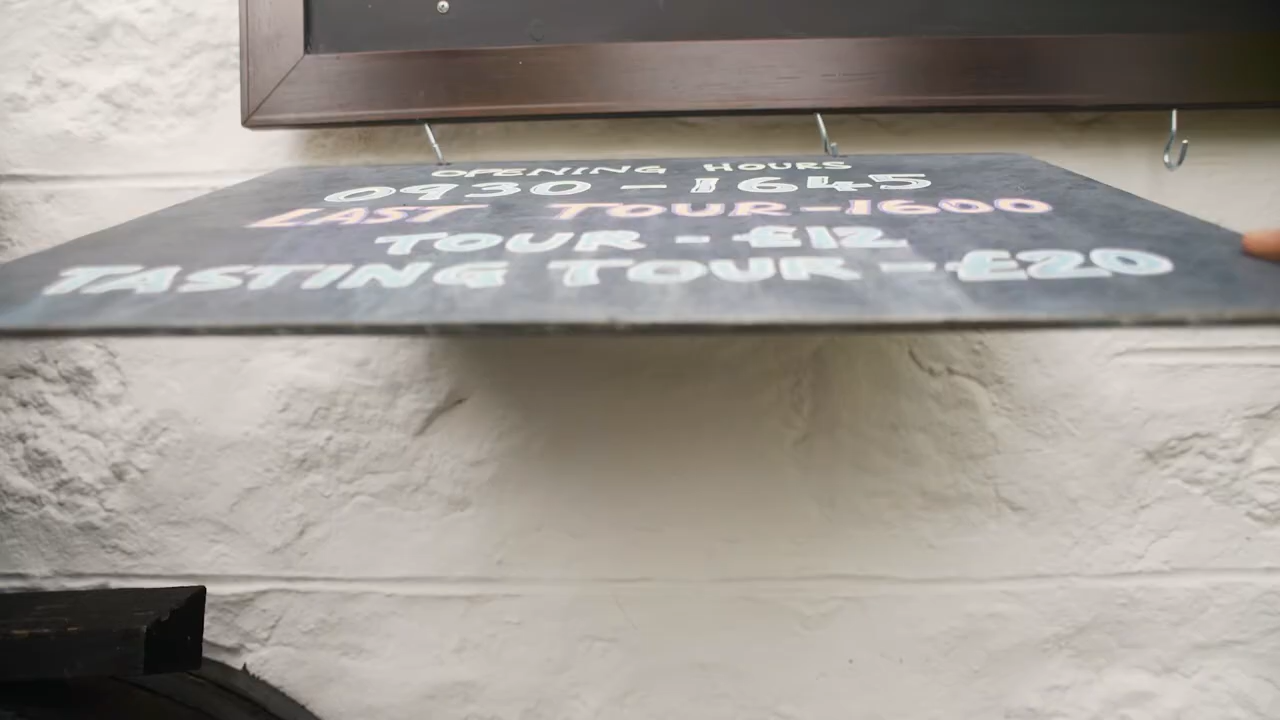 OPENING HOURS
0930 - 1645
LAST TOUR-1600
TOUR - £12
TASTING TOUR - £20